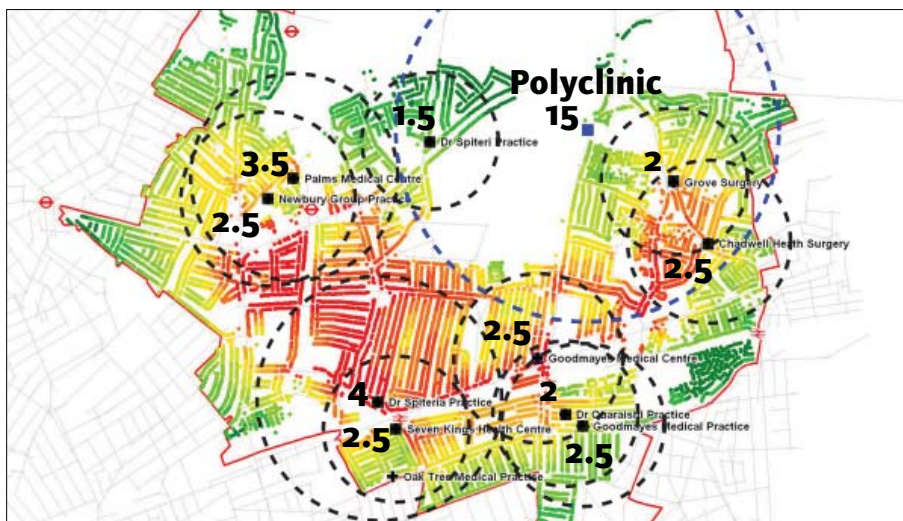 Polyclinic
15
1.5
Dr Spiteri Practice
3.5
Palms Medical Centre
2
Grove Surgery
Newbury Group Practice
2.5
Chadwell Heath Surgery
2.5
2.5
Goodmayes Medical Centre
4
Dr Spiteria Practice
2
Dr Qharaishi Practice
2.5
Seven Kings Health Centre
Goodmayes Medical Practice
2.5
Oak Tree Medical Practise